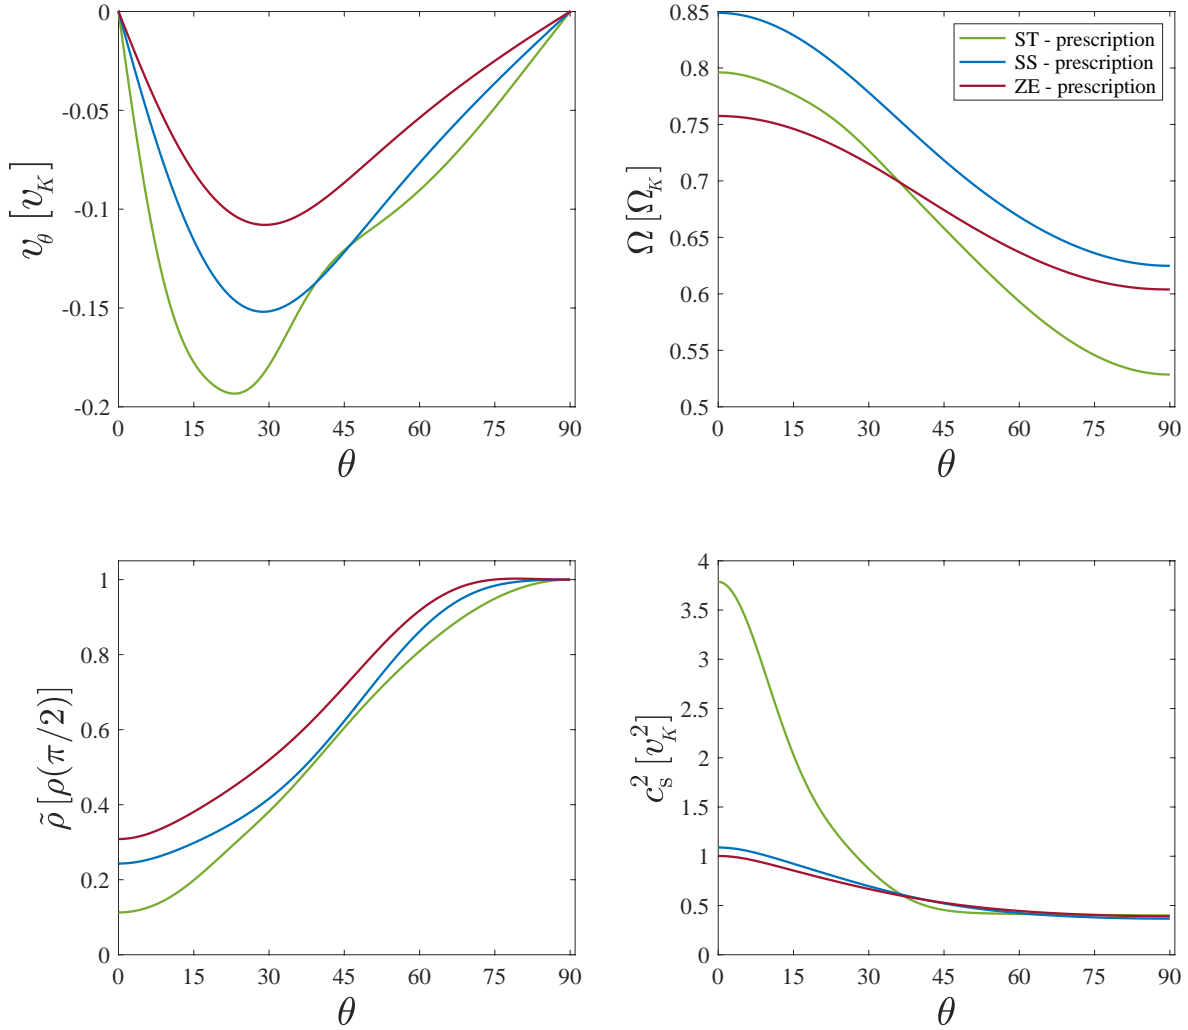 0
-0.05
-0.1
-0.15
-0.2
0 15 30 45 60 75 90
θ
v_θ [v_K]
0.85
0.8
0.75
0.7
0.65
0.6
0.55
0.5
0 15 30 45 60 75 90
θ
Ω [Ω_K]
ST - prescription
SS - prescription
ZE - prescription
1
0.8
0.6
0.4
0.2
0
0 15 30 45 60 75 90
θ
ρ̃ [ρ(π/2)]
4
3.5
3
2.5
2
1.5
1
0.5
0
0 15 30 45 60 75 90
θ
c_s^2 [v_K^2]